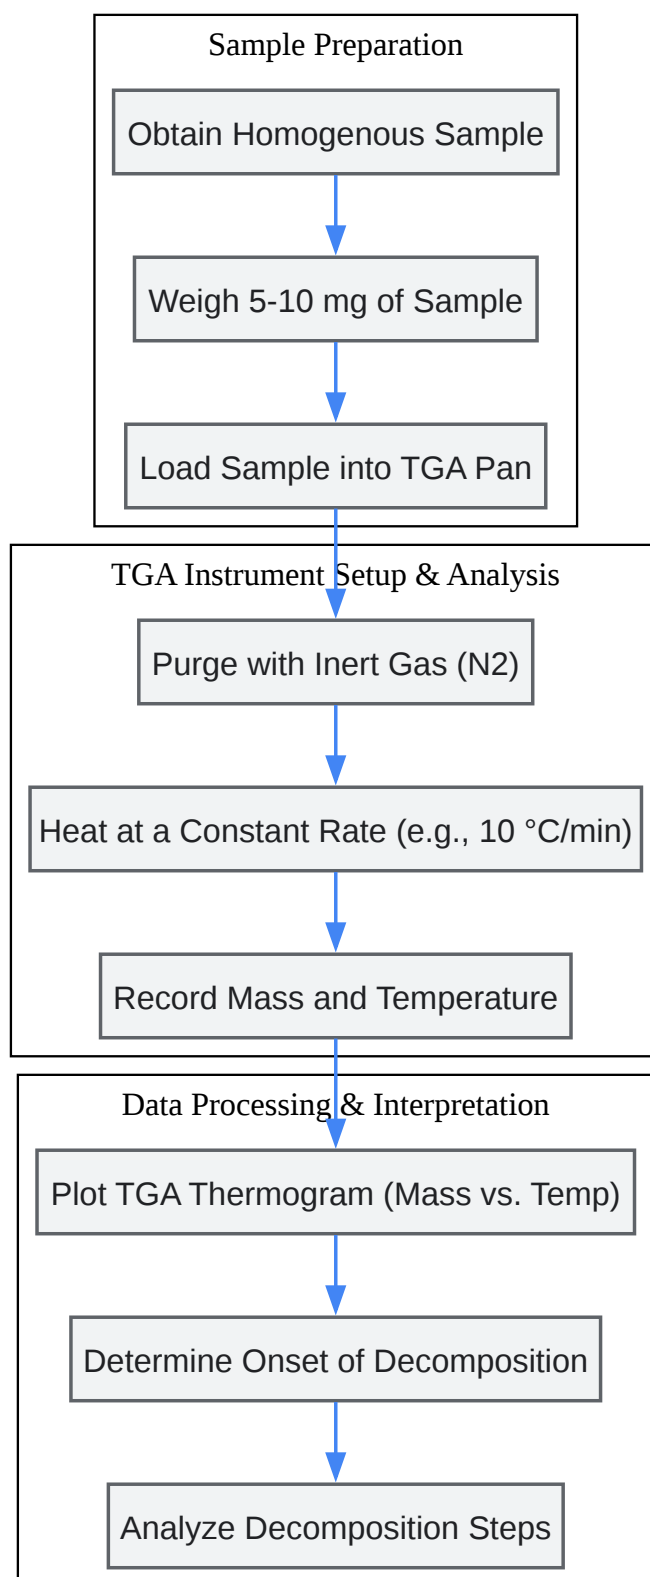 Sample Preparation
Obtain Homogenous Sample
Weigh 5-10 mg of Sample
Load Sample into TGA Pan
TGA Instrument Setup & Analysis
Purge with Inert Gas (N2)
Heat at a Constant Rate (e.g., 10 °C/min)
Record Mass and Temperature
Data Processing & Interpretation
Plot TGA Thermogram (Mass vs. Temp)
Determine Onset of Decomposition
Analyze Decomposition Steps